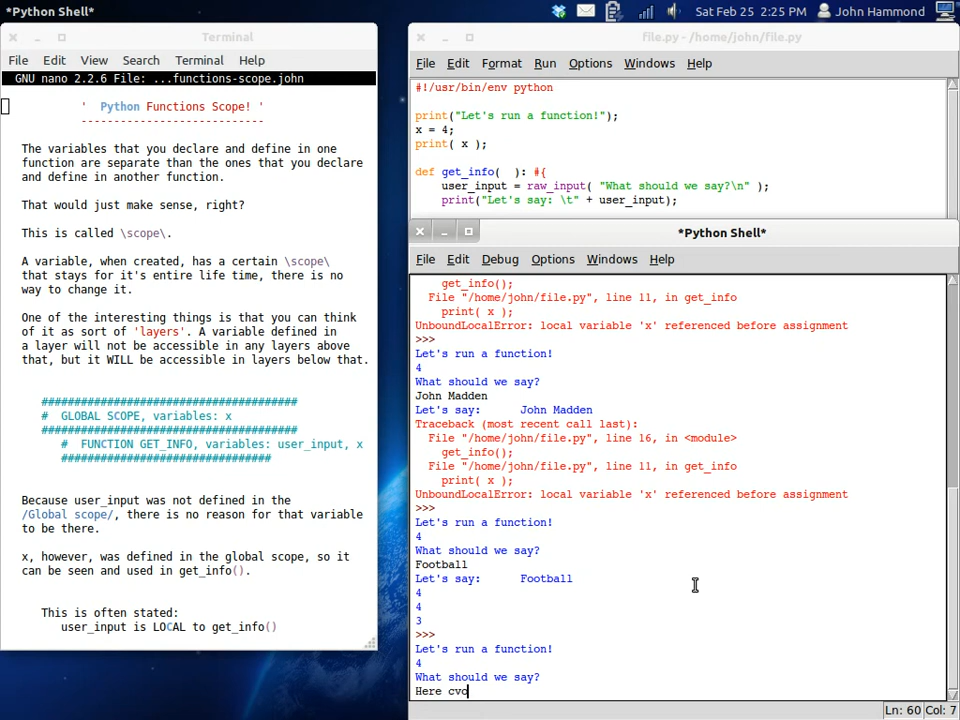 *Python Shell*
Sat Feb 25 2:25 PM
John Hammond
Terminal
File Edit View Search Terminal Help
GNU nano 2.2.6 File: ...functions-scope.john
' Python Functions Scope! '
---------------------------
The variables that you declare and define in one
function are separate than the ones that you declare
and define in another function.
That would just make sense, right?
This is called \scope\.
A variable, when created, has a certain \scope\
that stays for it's entire life time, there is no
way to change it.
One of the interesting things is that you can think
of it as sort of 'layers'. A variable defined in
a layer will not be accessible in any layers above
that, but it WILL be accessible in layers below that.
#######################################
# GLOBAL SCOPE, variables: x
#######################################
# FUNCTION GET_INFO, variables: user_input, x
################################
Because user_input was not defined in the
/Global scope/, there is no reason for that variable
to be there.
x, however, was defined in the global scope, so it
can be seen and used in get_info().
This is often stated:
user_input is LOCAL to get_info()
file.py - /home/john/file.py
File Edit Format Run Options Windows Help
#!/usr/bin/env python
print("Let's run a function!");
x = 4;
print( x );
def get_info(  ): #{
user_input = raw_input( "What should we say?\n" );
print("Let's say: \t" + user_input);
*Python Shell*
File Edit Debug Options Windows Help
get_info();
File "/home/john/file.py", line 11, in get_info
print( x );
UnboundLocalError: local variable 'x' referenced before assignment
>>>
Let's run a function!
4
What should we say?
John Madden
Let's say: John Madden
Traceback (most recent call last):
File "/home/john/file.py", line 16, in <module>
get_info();
File "/home/john/file.py", line 11, in get_info
print( x );
UnboundLocalError: local variable 'x' referenced before assignment
>>>
Let's run a function!
4
What should we say?
Football
Let's say: Football
4
4
3
>>>
Let's run a function!
4
What should we say?
Here cvo
Ln: 60 Col: 7